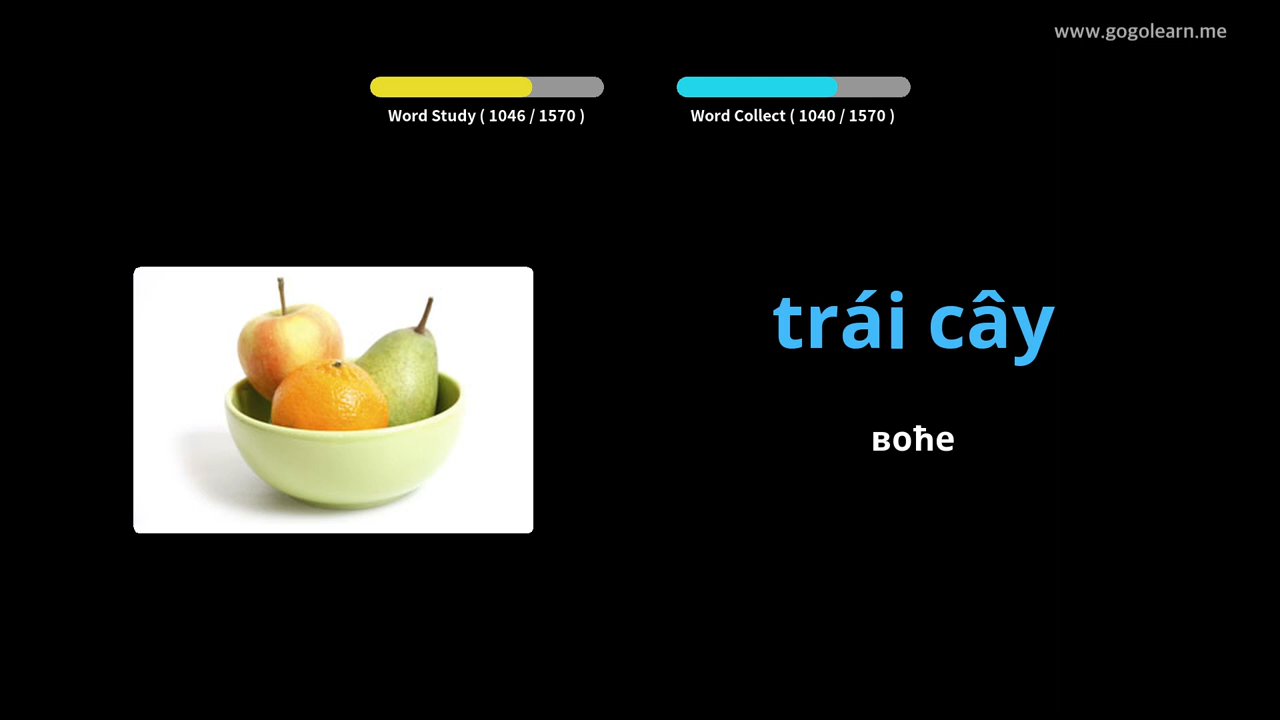 www.gogolearn.me
Word Study ( 1046 / 1570 )
Word Collect ( 1040 / 1570 )
trái cây
воће